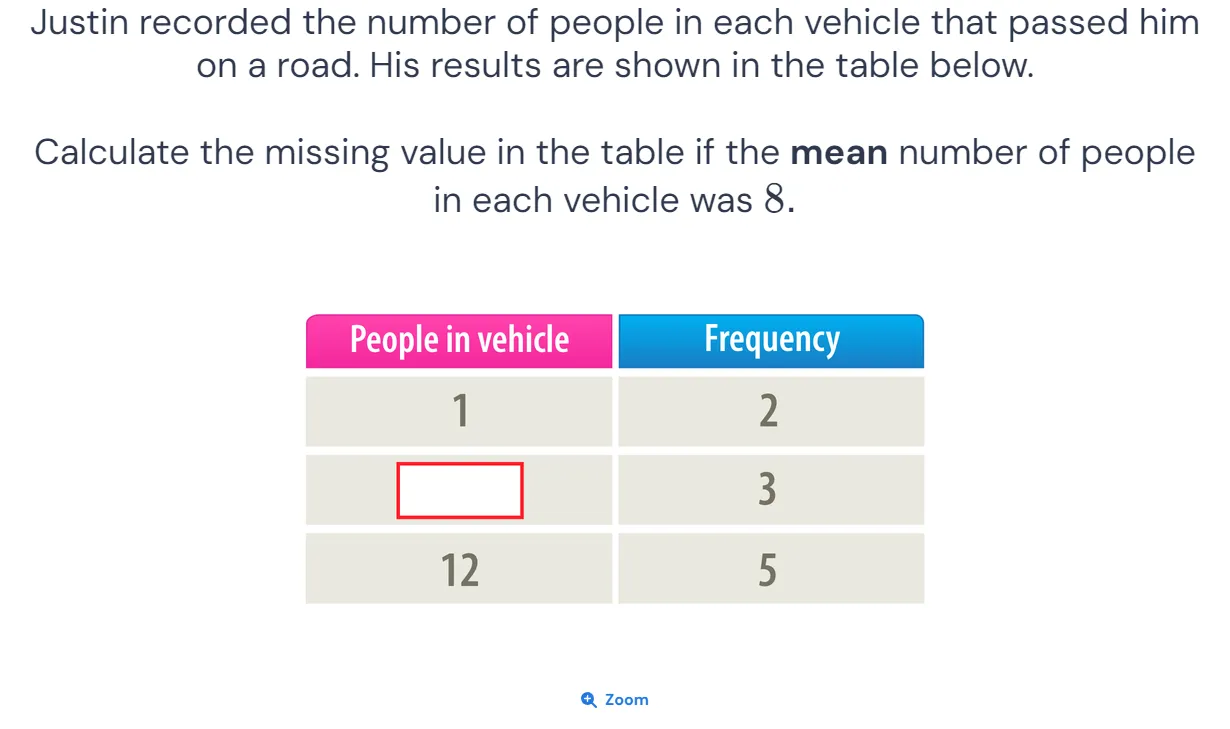 Justin recorded the number of people in each vehicle that passed him
on a road. His results are shown in the table below.
Calculate the missing value in the table if the mean number of people
in each vehicle was 8.
People in vehicle Frequency
1 2
3
12 5
Zoom